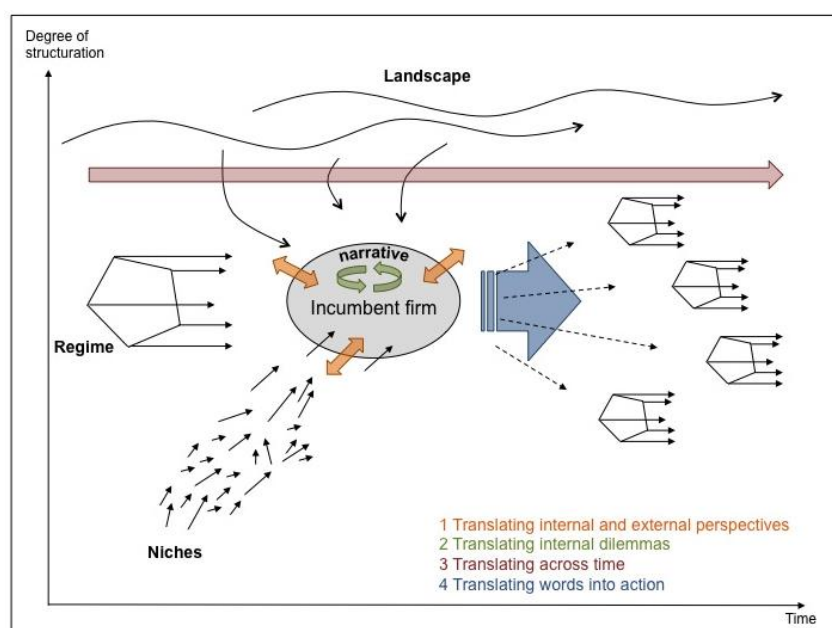 Degree of
structuration
Landscape
narrative
Incumbent firm
Regime
Niches
1 Translating internal and external perspectives
2 Translating internal dilemmas
3 Translating across time
4 Translating words into action
Time